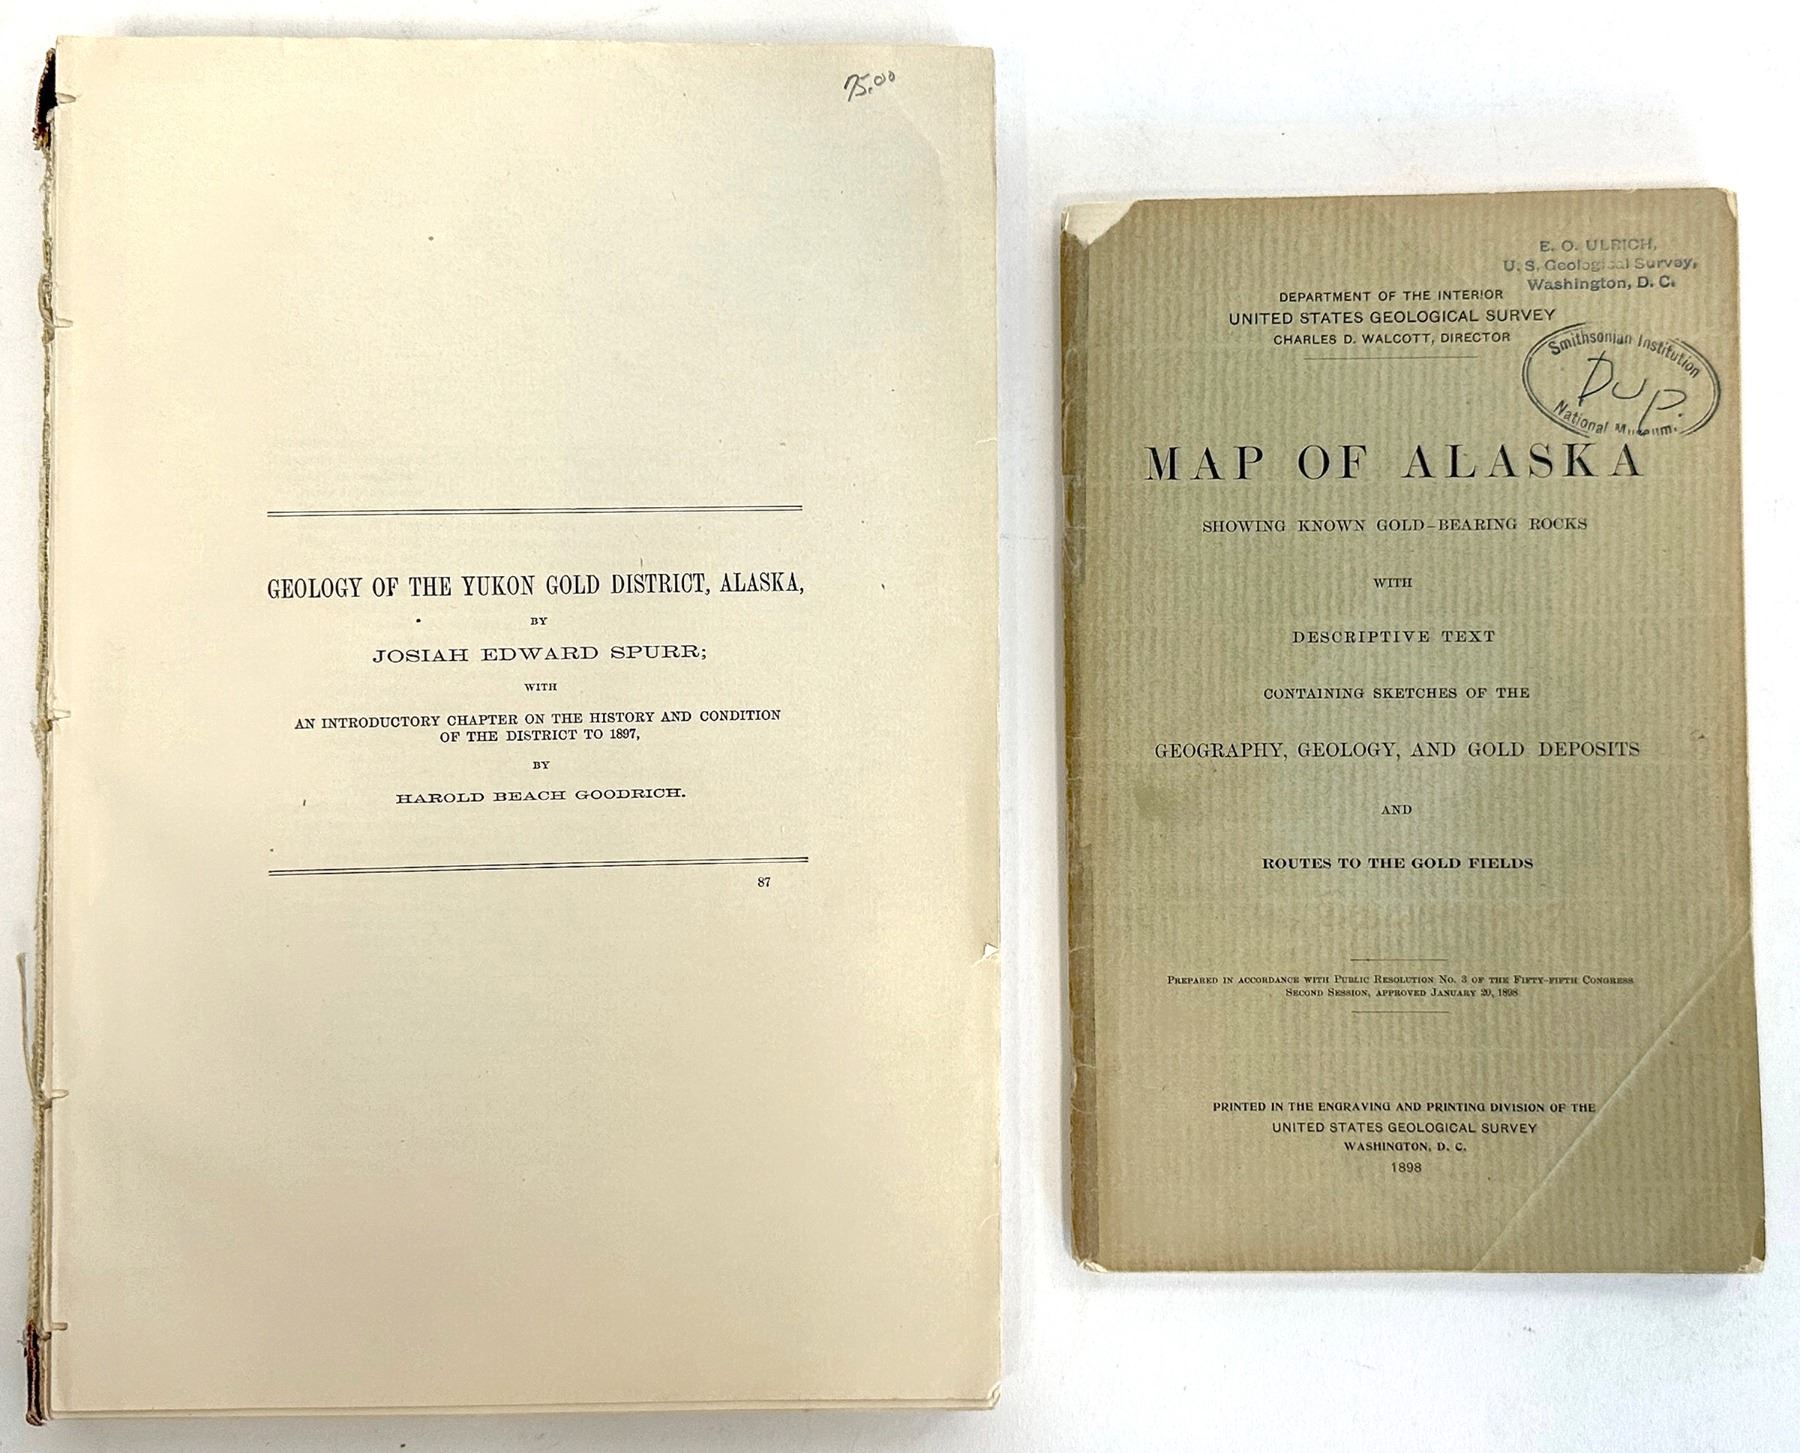 75.00
GEOLOGY OF THE YUKON GOLD DISTRICT, ALASKA,
BY
JOSIAH EDWARD SPURR;
WITH
AN INTRODUCTORY CHAPTER ON THE HISTORY AND CONDITION
OF THE DISTRICT TO 1897,
BY
HAROLD BEACH GOODRICH.
87
E. O. ULRICH,
U. S. Geological Survey,
Washington, D. C.
DEPARTMENT OF THE INTERIOR
UNITED STATES GEOLOGICAL SURVEY
CHARLES D. WALCOTT, DIRECTOR
Smithsonian Institution
Dup.
National Museum.
MAP OF ALASKA
SHOWING KNOWN GOLD-BEARING ROCKS
WITH
DESCRIPTIVE TEXT
CONTAINING SKETCHES OF THE
GEOGRAPHY, GEOLOGY, AND GOLD DEPOSITS
AND
ROUTES TO THE GOLD FIELDS
PREPARED IN ACCORDANCE WITH PUBLIC RESOLUTION NO. 3 OF THE FIFTY-FIFTH CONGRESS
SECOND SESSION, APPROVED JANUARY 20, 1898
PRINTED IN THE ENGRAVING AND PRINTING DIVISION OF THE
UNITED STATES GEOLOGICAL SURVEY
WASHINGTON, D. C.
1898